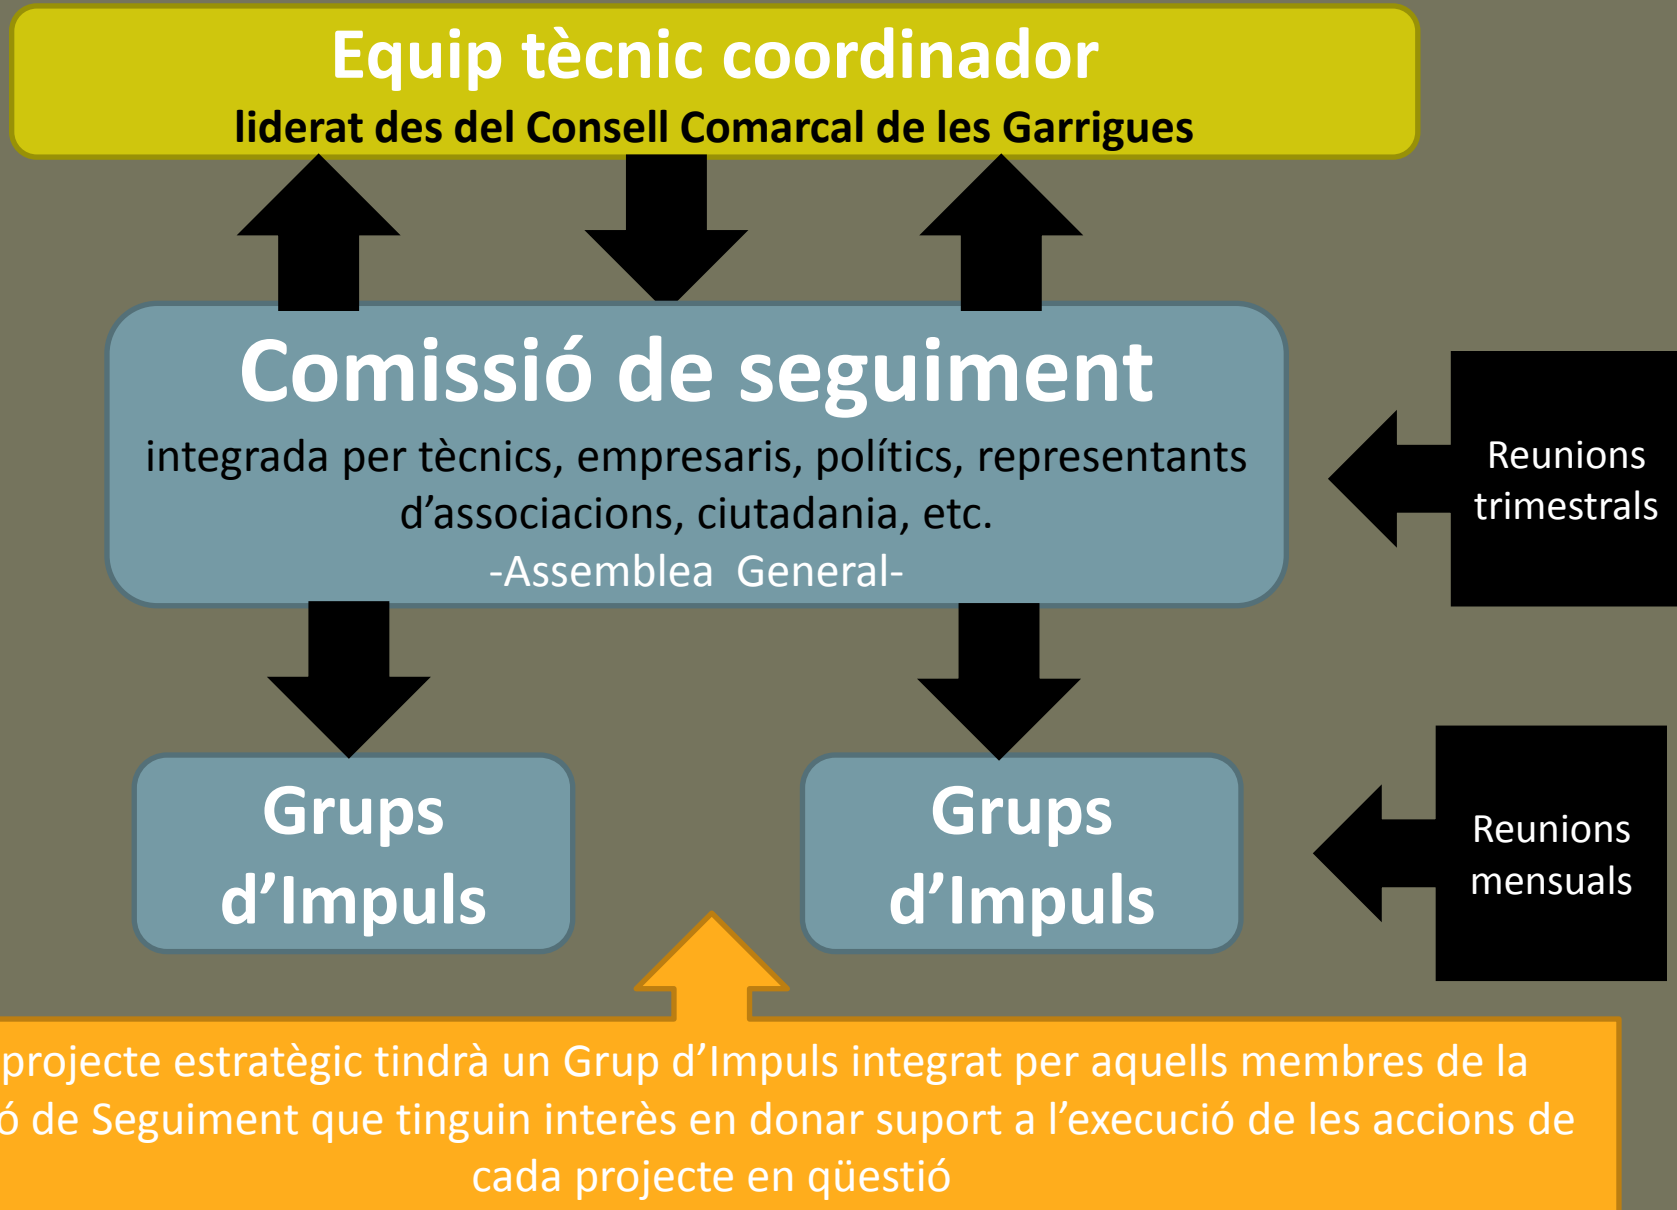 Equip tècnic coordinador
liderat des del Consell Comarcal de les Garrigues
Comissió de seguiment
integrada per tècnics, empresaris, polítics, representants
d’associacions, ciutadania, etc.
-Assemblea General-
Reunions
trimestrals
Grups
d’Impuls
Grups
d’Impuls
Reunions
mensuals
projecte estratègic tindrà un Grup d’Impuls integrat per aquells membres de la
ó de Seguiment que tinguin interès en donar suport a l’execució de les accions de
cada projecte en qüestió